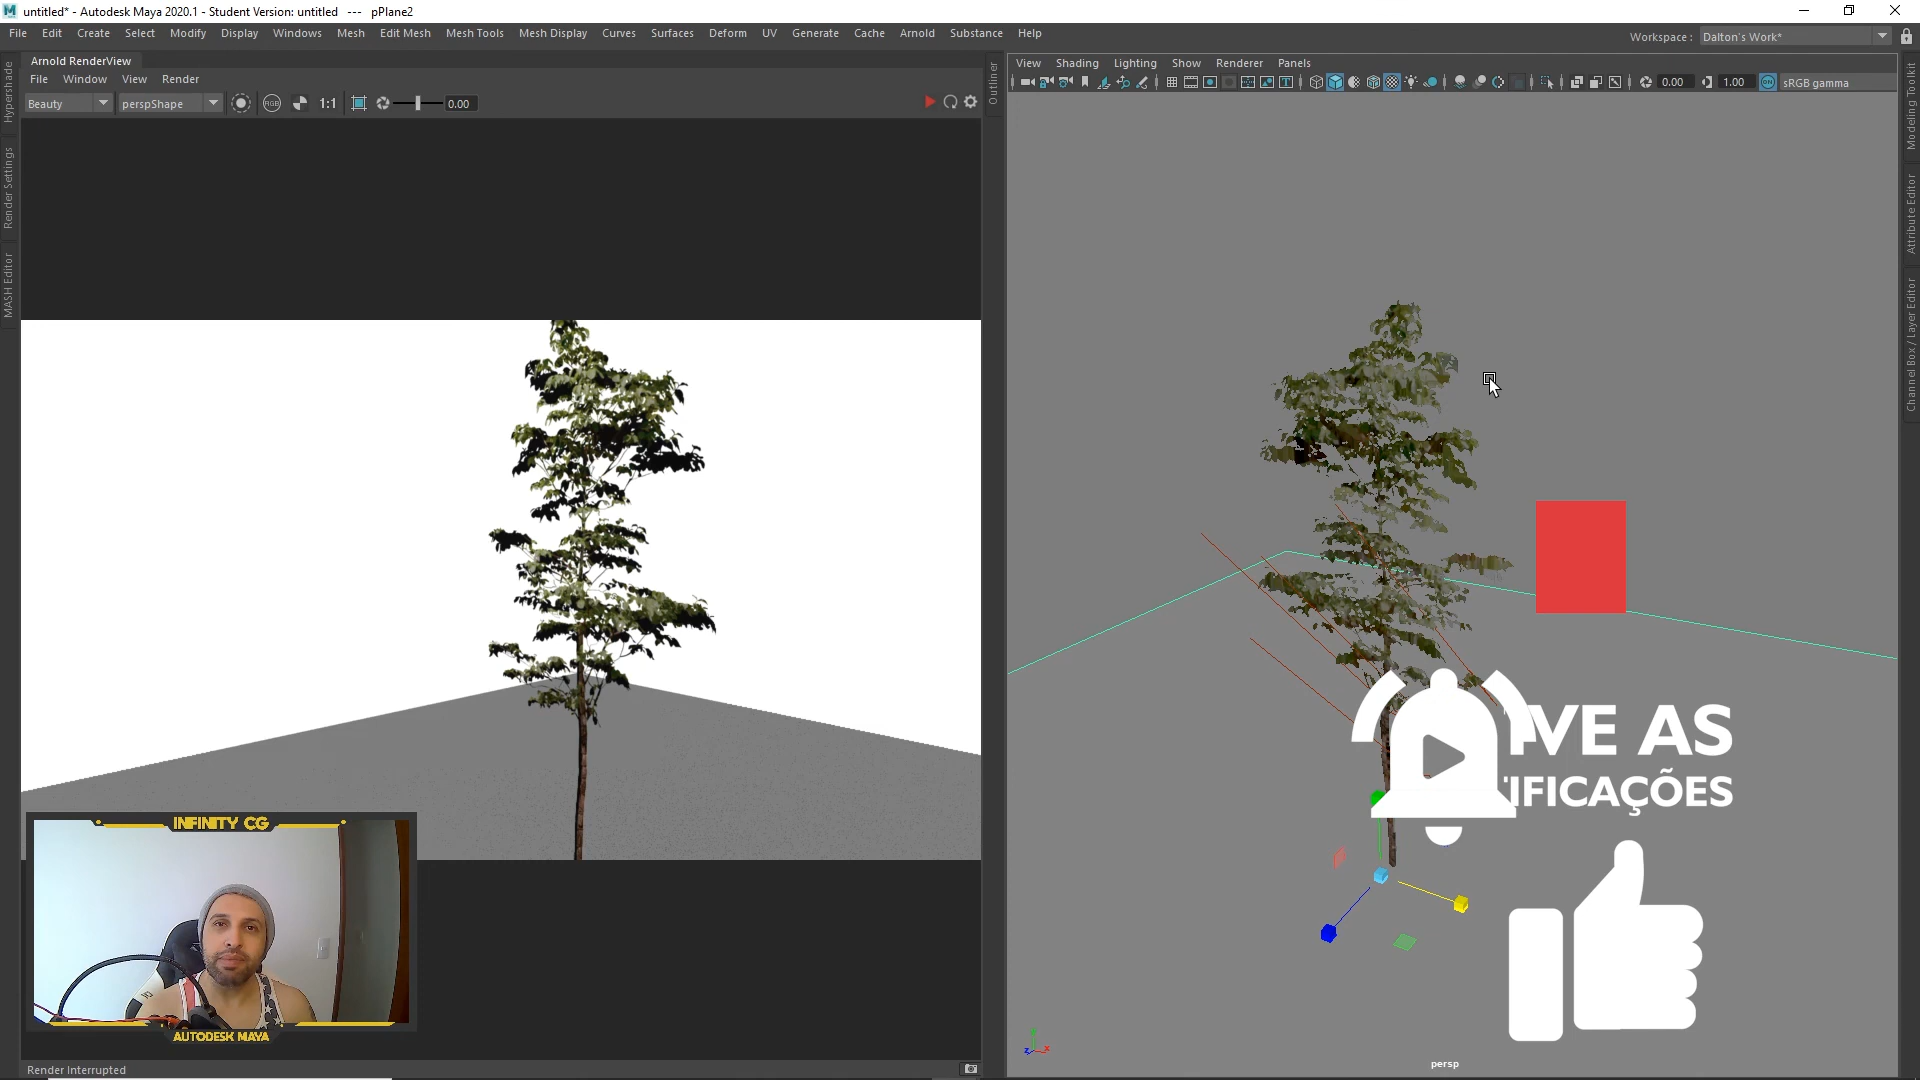 untitled* - Autodesk Maya 2020.1 - Student Version: untitled --- pPlane2
File Edit Create Select Modify Display Windows Mesh Edit Mesh Mesh Tools Mesh Display Curves Surfaces Deform UV Generate Cache Arnold Substance Help
Workspace : Dalton's Work*
Arnold RenderView
File Window View Render
Beauty perspShape RGB 1:1 0.00
View Shading Lighting Show Renderer Panels
0.00 1.00 ON sRGB gamma
Hypershade
Render Settings
MASH Editor
Outliner
Modeling Toolkit
Attribute Editor
Channel Box / Layer Editor
VE AS
IFICAÇÕES
INFINITY CG
AUTODESK MAYA
persp
Render Interrupted